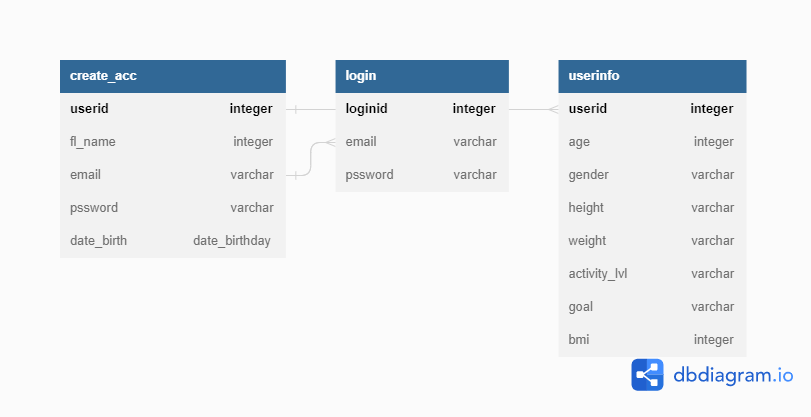 create_acc
userid integer
fl_name integer
email varchar
pssword varchar
date_birth date_birthday
login
loginid integer
email varchar
pssword varchar
userinfo
userid integer
age integer
gender varchar
height varchar
weight varchar
activity_lvl varchar
goal varchar
bmi integer
dbdiagram.io